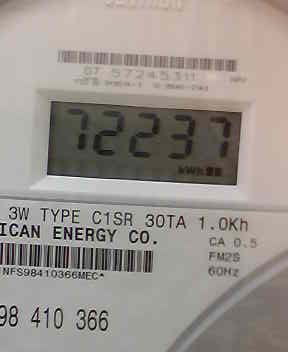 07 57245311
72237
kWh
3W TYPE C1SR 30TA 1.0Kh
ICAN ENERGY CO.
CA 0.5
FM2S
60Hz
NFS98410366MEC*
98 410 366